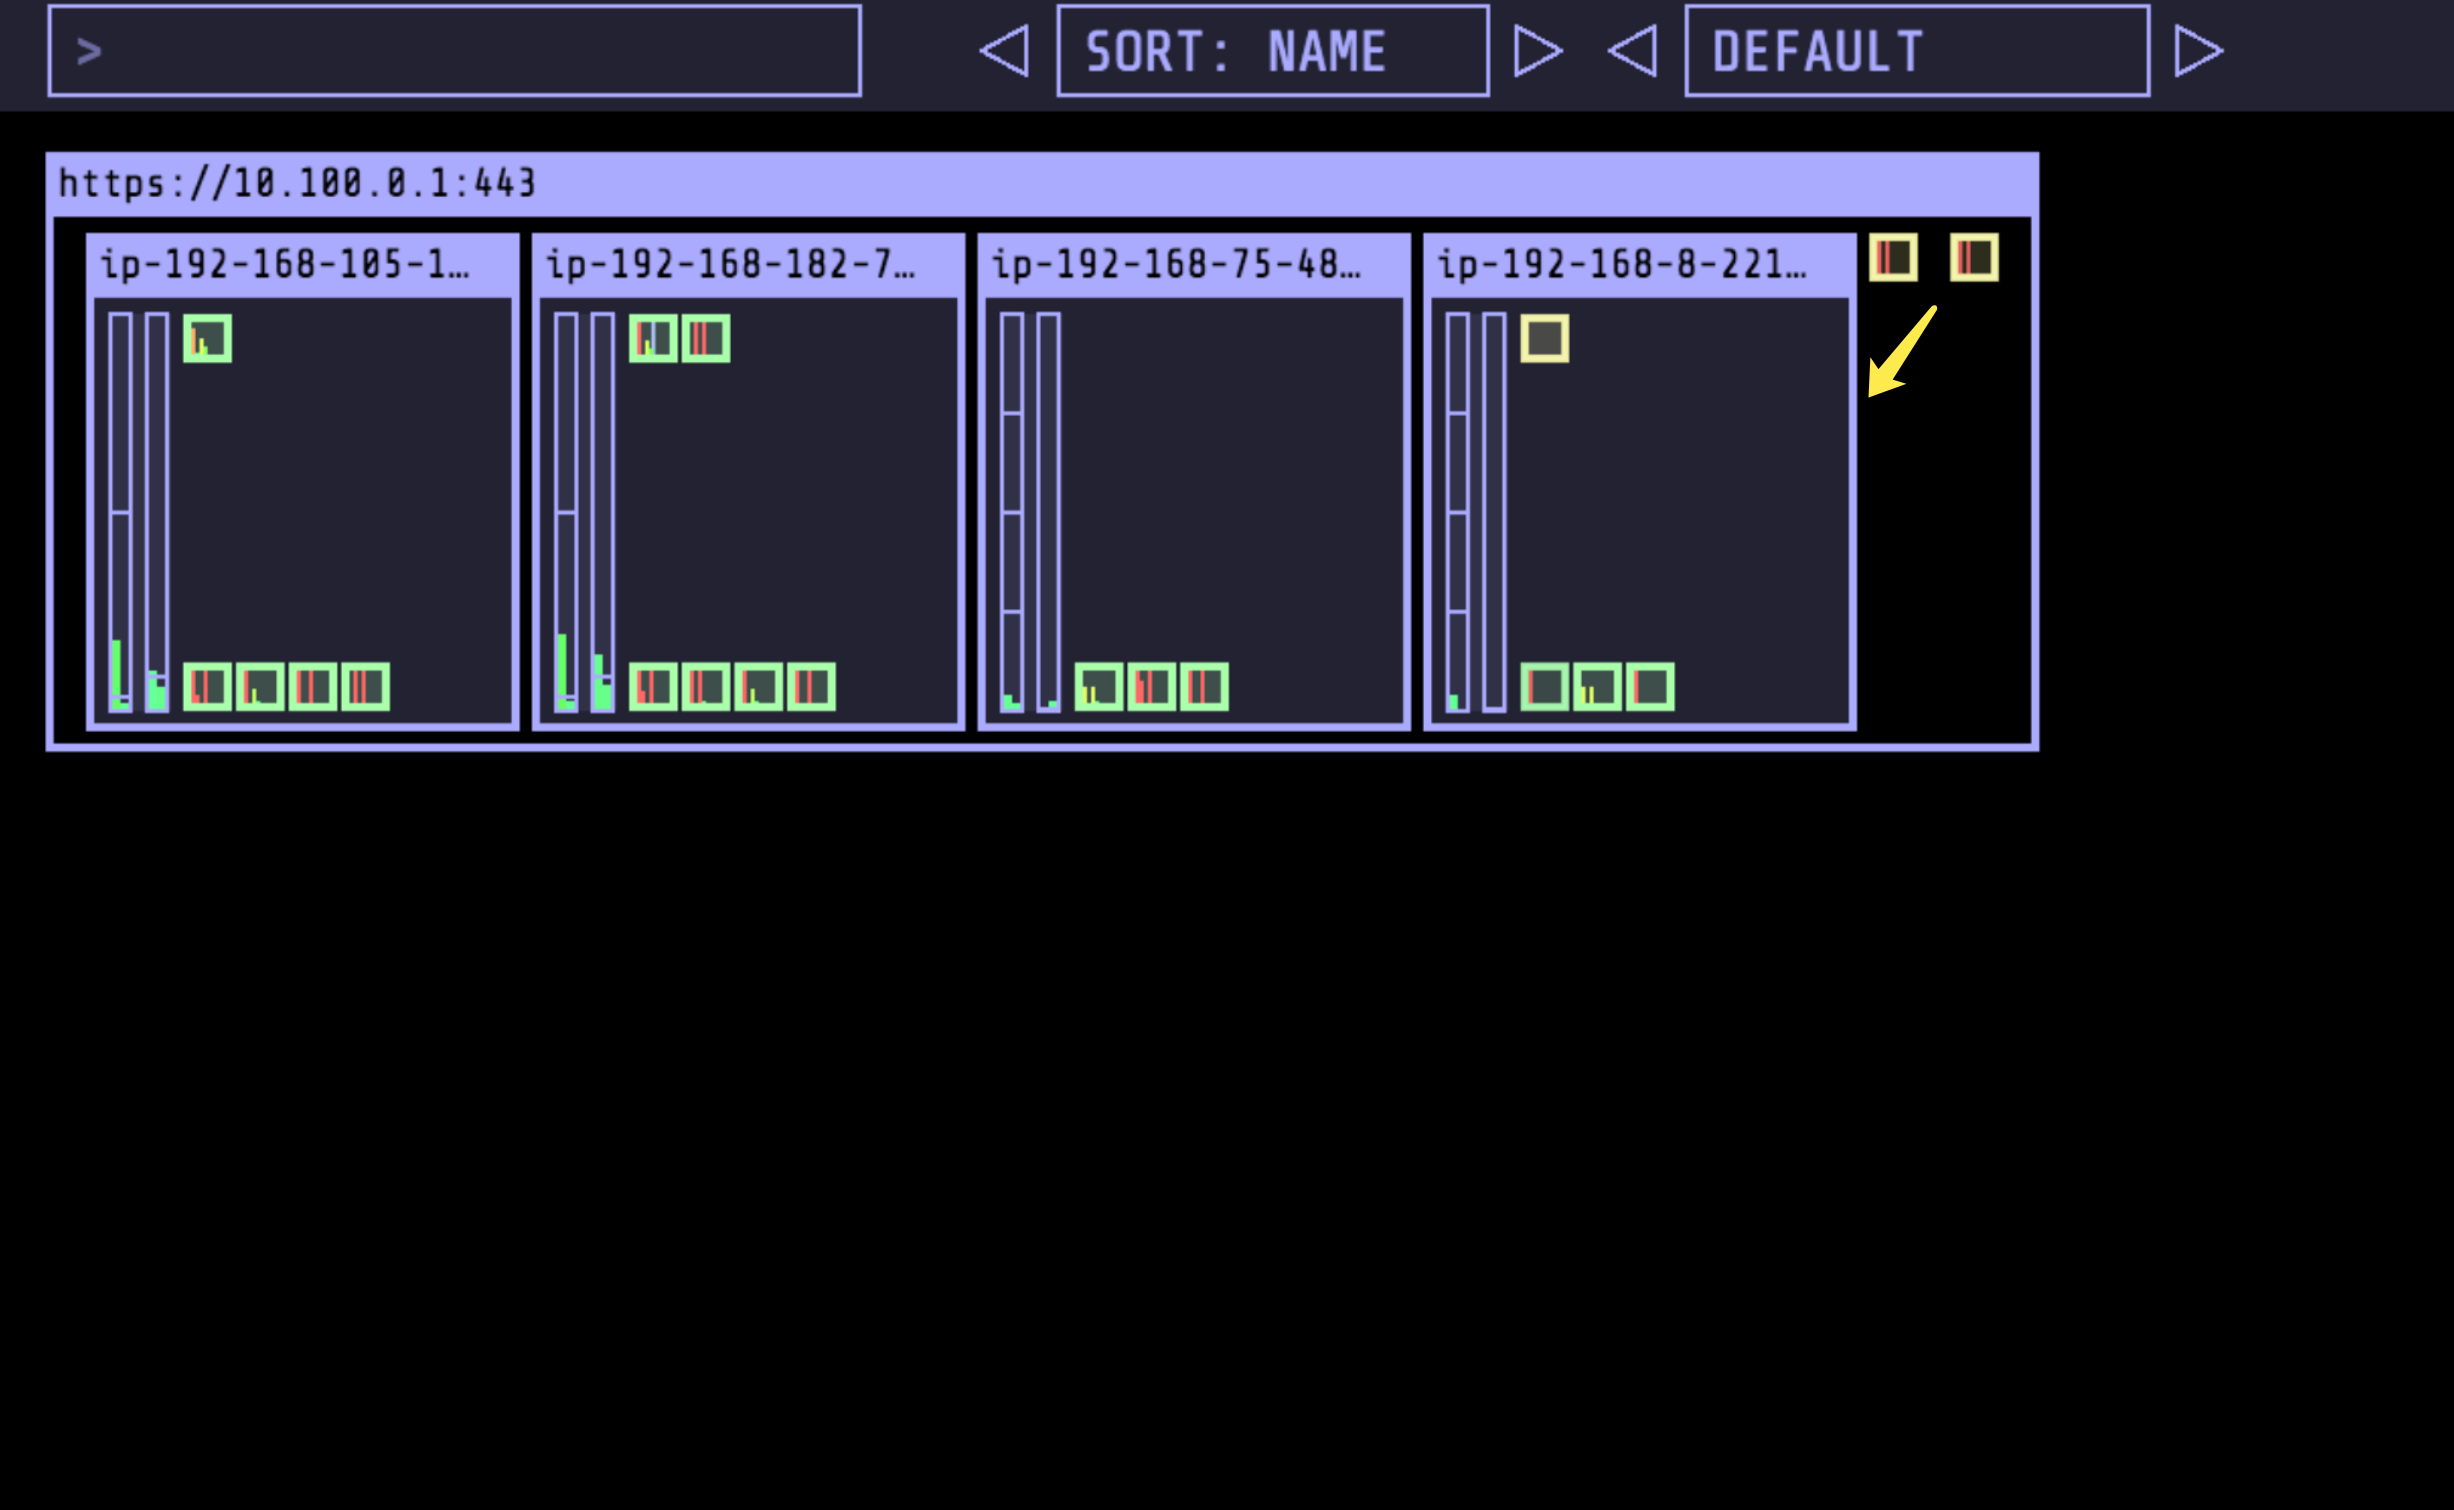 >
SORT: NAME
DEFAULT
https://10.100.0.1:443
ip-192-168-105-1…
ip-192-168-182-7…
ip-192-168-75-48…
ip-192-168-8-221…